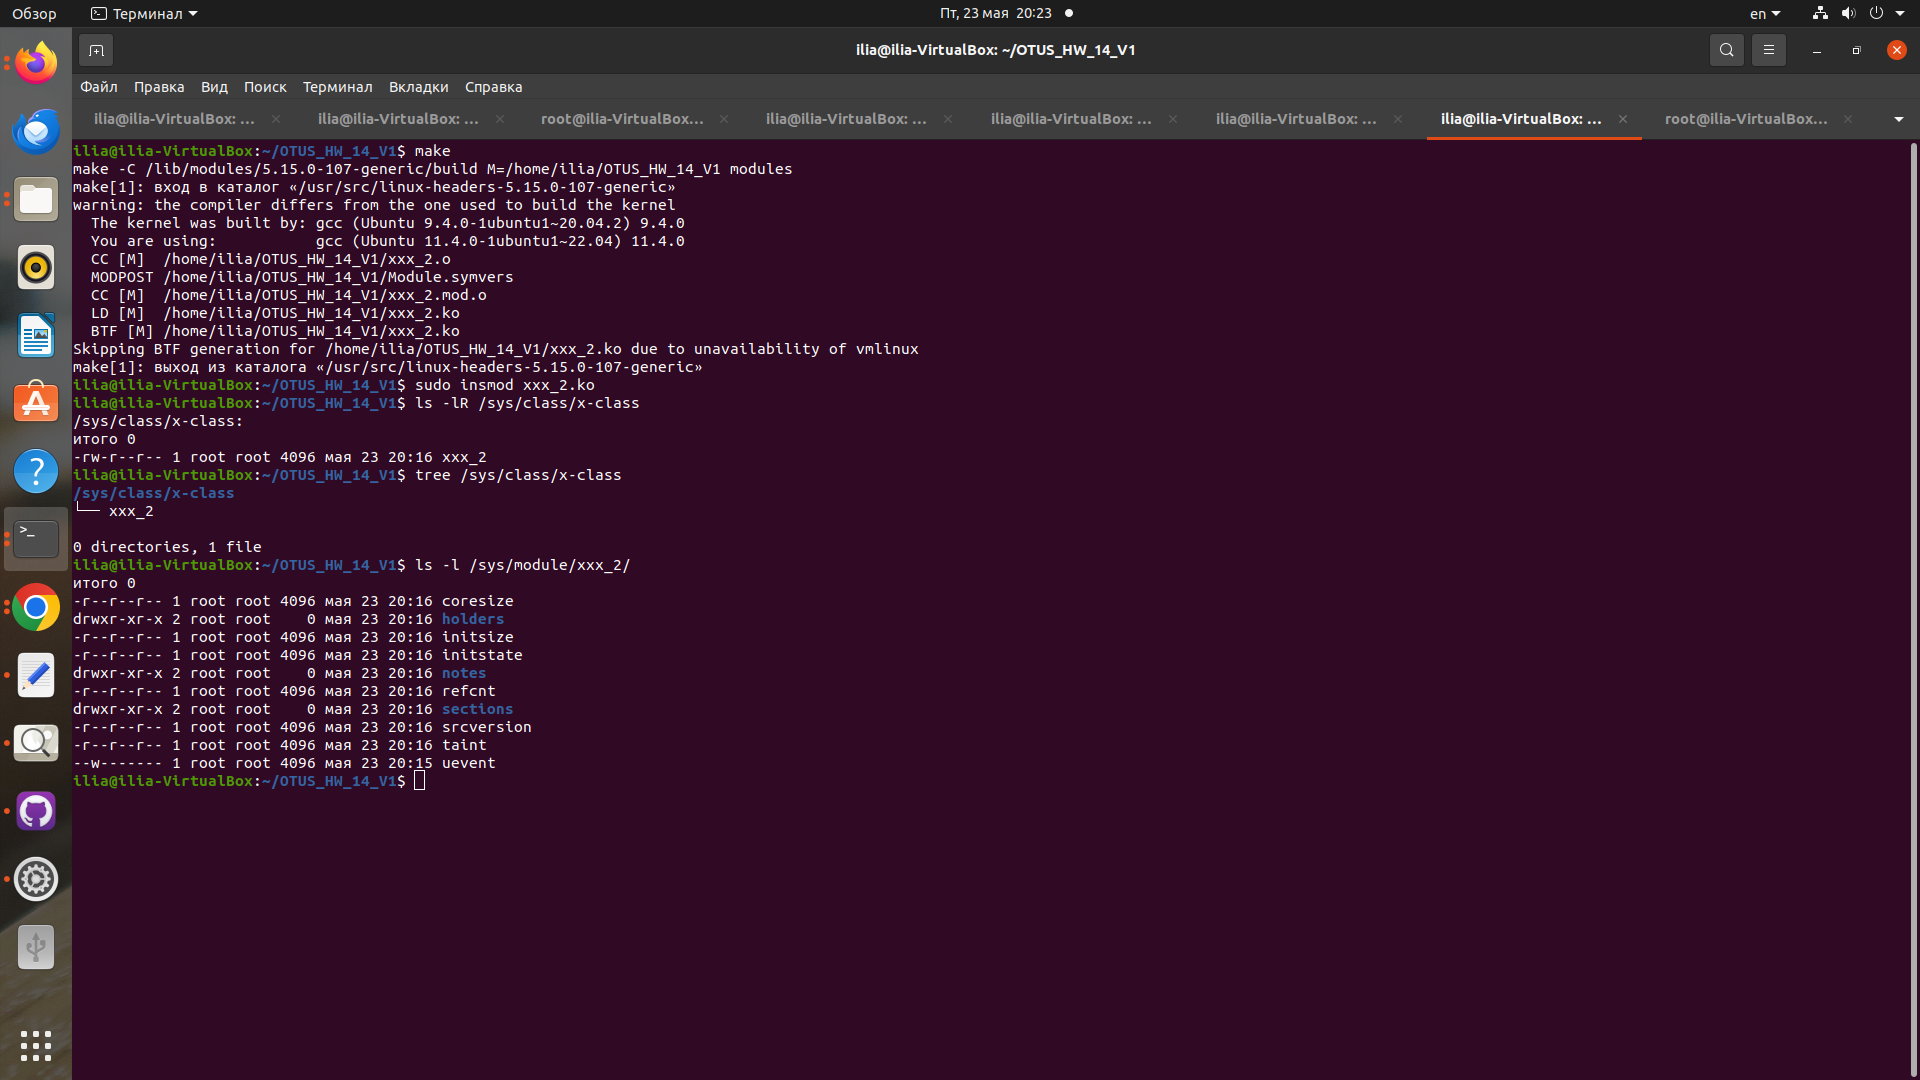 Обзор
Терминал
Пт, 23 мая 20:23
en
ilia@ilia-VirtualBox: ~/OTUS_HW_14_V1
Файл Правка Вид Поиск Терминал Вкладки Справка
ilia@ilia-VirtualBox: ...
ilia@ilia-VirtualBox: ...
root@ilia-VirtualBox...
ilia@ilia-VirtualBox: ...
ilia@ilia-VirtualBox: ...
ilia@ilia-VirtualBox: ...
ilia@ilia-VirtualBox: ...
root@ilia-VirtualBox...
ilia@ilia-VirtualBox:~/OTUS_HW_14_V1$ make
make -C /lib/modules/5.15.0-107-generic/build M=/home/ilia/OTUS_HW_14_V1 modules
make[1]: вход в каталог «/usr/src/linux-headers-5.15.0-107-generic»
warning: the compiler differs from the one used to build the kernel
  The kernel was built by: gcc (Ubuntu 9.4.0-1ubuntu1~20.04.2) 9.4.0
  You are using:           gcc (Ubuntu 11.4.0-1ubuntu1~22.04) 11.4.0
  CC [M]  /home/ilia/OTUS_HW_14_V1/xxx_2.o
  MODPOST /home/ilia/OTUS_HW_14_V1/Module.symvers
  CC [M]  /home/ilia/OTUS_HW_14_V1/xxx_2.mod.o
  LD [M]  /home/ilia/OTUS_HW_14_V1/xxx_2.ko
  BTF [M] /home/ilia/OTUS_HW_14_V1/xxx_2.ko
Skipping BTF generation for /home/ilia/OTUS_HW_14_V1/xxx_2.ko due to unavailability of vmlinux
make[1]: выход из каталога «/usr/src/linux-headers-5.15.0-107-generic»
ilia@ilia-VirtualBox:~/OTUS_HW_14_V1$ sudo insmod xxx_2.ko
ilia@ilia-VirtualBox:~/OTUS_HW_14_V1$ ls -lR /sys/class/x-class
/sys/class/x-class:
итого 0
-rw-r--r-- 1 root root 4096 мая 23 20:16 xxx_2
ilia@ilia-VirtualBox:~/OTUS_HW_14_V1$ tree /sys/class/x-class
/sys/class/x-class
└── xxx_2

0 directories, 1 file
ilia@ilia-VirtualBox:~/OTUS_HW_14_V1$ ls -l /sys/module/xxx_2/
итого 0
-r--r--r-- 1 root root 4096 мая 23 20:16 coresize
drwxr-xr-x 2 root root    0 мая 23 20:16 holders
-r--r--r-- 1 root root 4096 мая 23 20:16 initsize
-r--r--r-- 1 root root 4096 мая 23 20:16 initstate
drwxr-xr-x 2 root root    0 мая 23 20:16 notes
-r--r--r-- 1 root root 4096 мая 23 20:16 refcnt
drwxr-xr-x 2 root root    0 мая 23 20:16 sections
-r--r--r-- 1 root root 4096 мая 23 20:16 srcversion
-r--r--r-- 1 root root 4096 мая 23 20:16 taint
--w------- 1 root root 4096 мая 23 20:15 uevent
ilia@ilia-VirtualBox:~/OTUS_HW_14_V1$